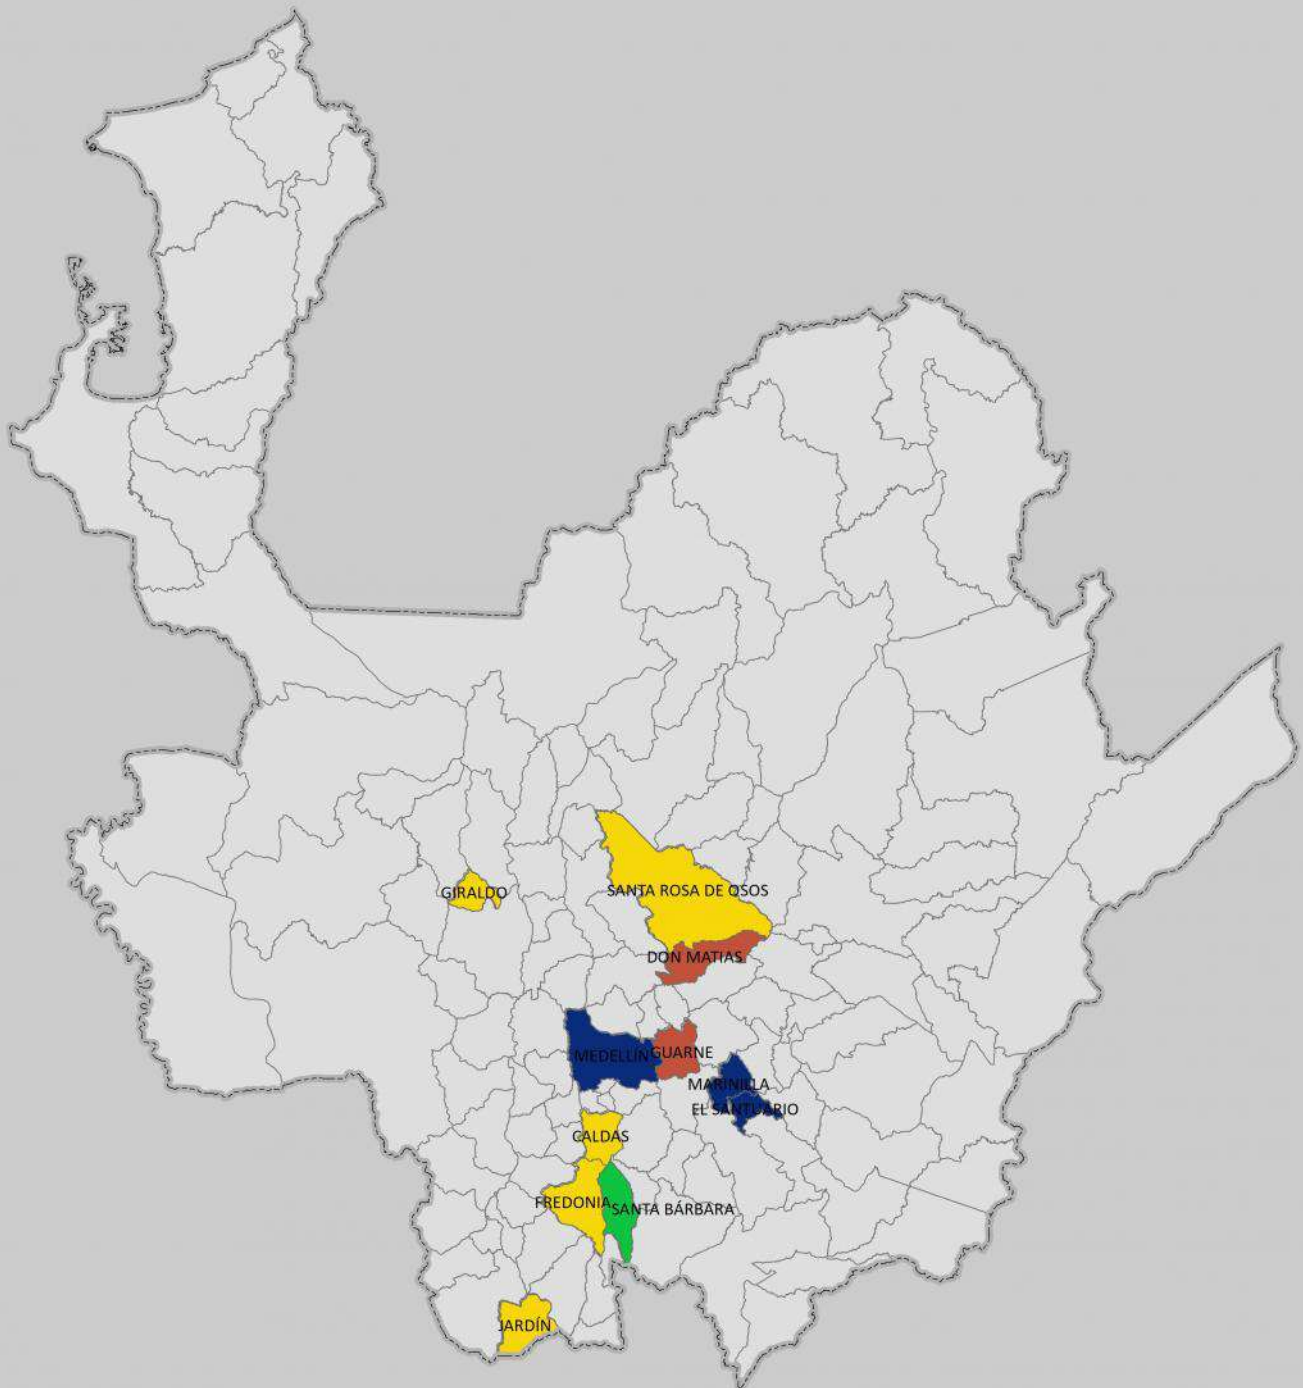 SANTA ROSA DE OSOS
GIRALDO
DON MATIAS
MEDELLÍN
GUARNE
MARINILLA
EL SANTUARIO
CALDAS
FREDONIA
SANTA BÁRBARA
JARDÍN